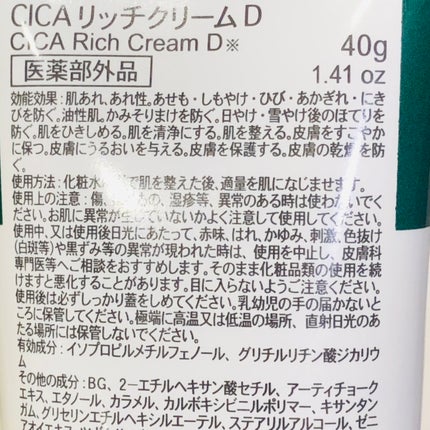 CICAリッチクリーム D
CICA Rich Cream D※
40g
医薬部外品
1.41 oz
効能効果：肌あれ、あれ性。あせも・しもやけ・ひび・あかぎれ・にき
びを防ぐ。油性肌。かみそりまけを防ぐ。日やけ・雪やけ後のほてりを
防ぐ。肌をひきしめる。肌を清浄にする。肌を整える。皮膚をすこやか
に保つ。皮膚にうるおいを与える。皮膚を保護する。皮膚の乾燥を防
ぐ。
使用方法：化粧水 で肌を整えた後、適量を肌になじませます。
使用上の注意：傷、 の、湿疹等、異常のある時は使わないでく
ださい。お肌に異常が生じていないかよく注意して使用してください。
使用中、又は使用後日光にあたって、赤味、はれ、かゆみ、刺激、色抜け
(白斑等)や黒ずみ等の異常が現われた時は、使用を中止し、皮膚科
専門医等へご相談をおすすめします。そのまま化粧品類の使用を続
けますと悪化することがあります。目に入らないようご注意ください。
使用後は必ずしっかり蓋をしめてください。乳幼児の手の届かないと
ころに保管してください。極端に高温又は低温の場所、直射日光のあ
たる場所には保管しないでください。
有効成分：イソプロピルメチルフェノール、グリチルリチン酸ジカリウ
ム
その他の成分：BG、2－エチルヘキサン酸セチル、アーティチョーク
エキス、エタノール、カラメル、カルボキシビニルポリマー、キサンタン
ガム、グリセリンエチルヘキシルエーテル、ステアリルアルコール、ゼニ
アオイエキス